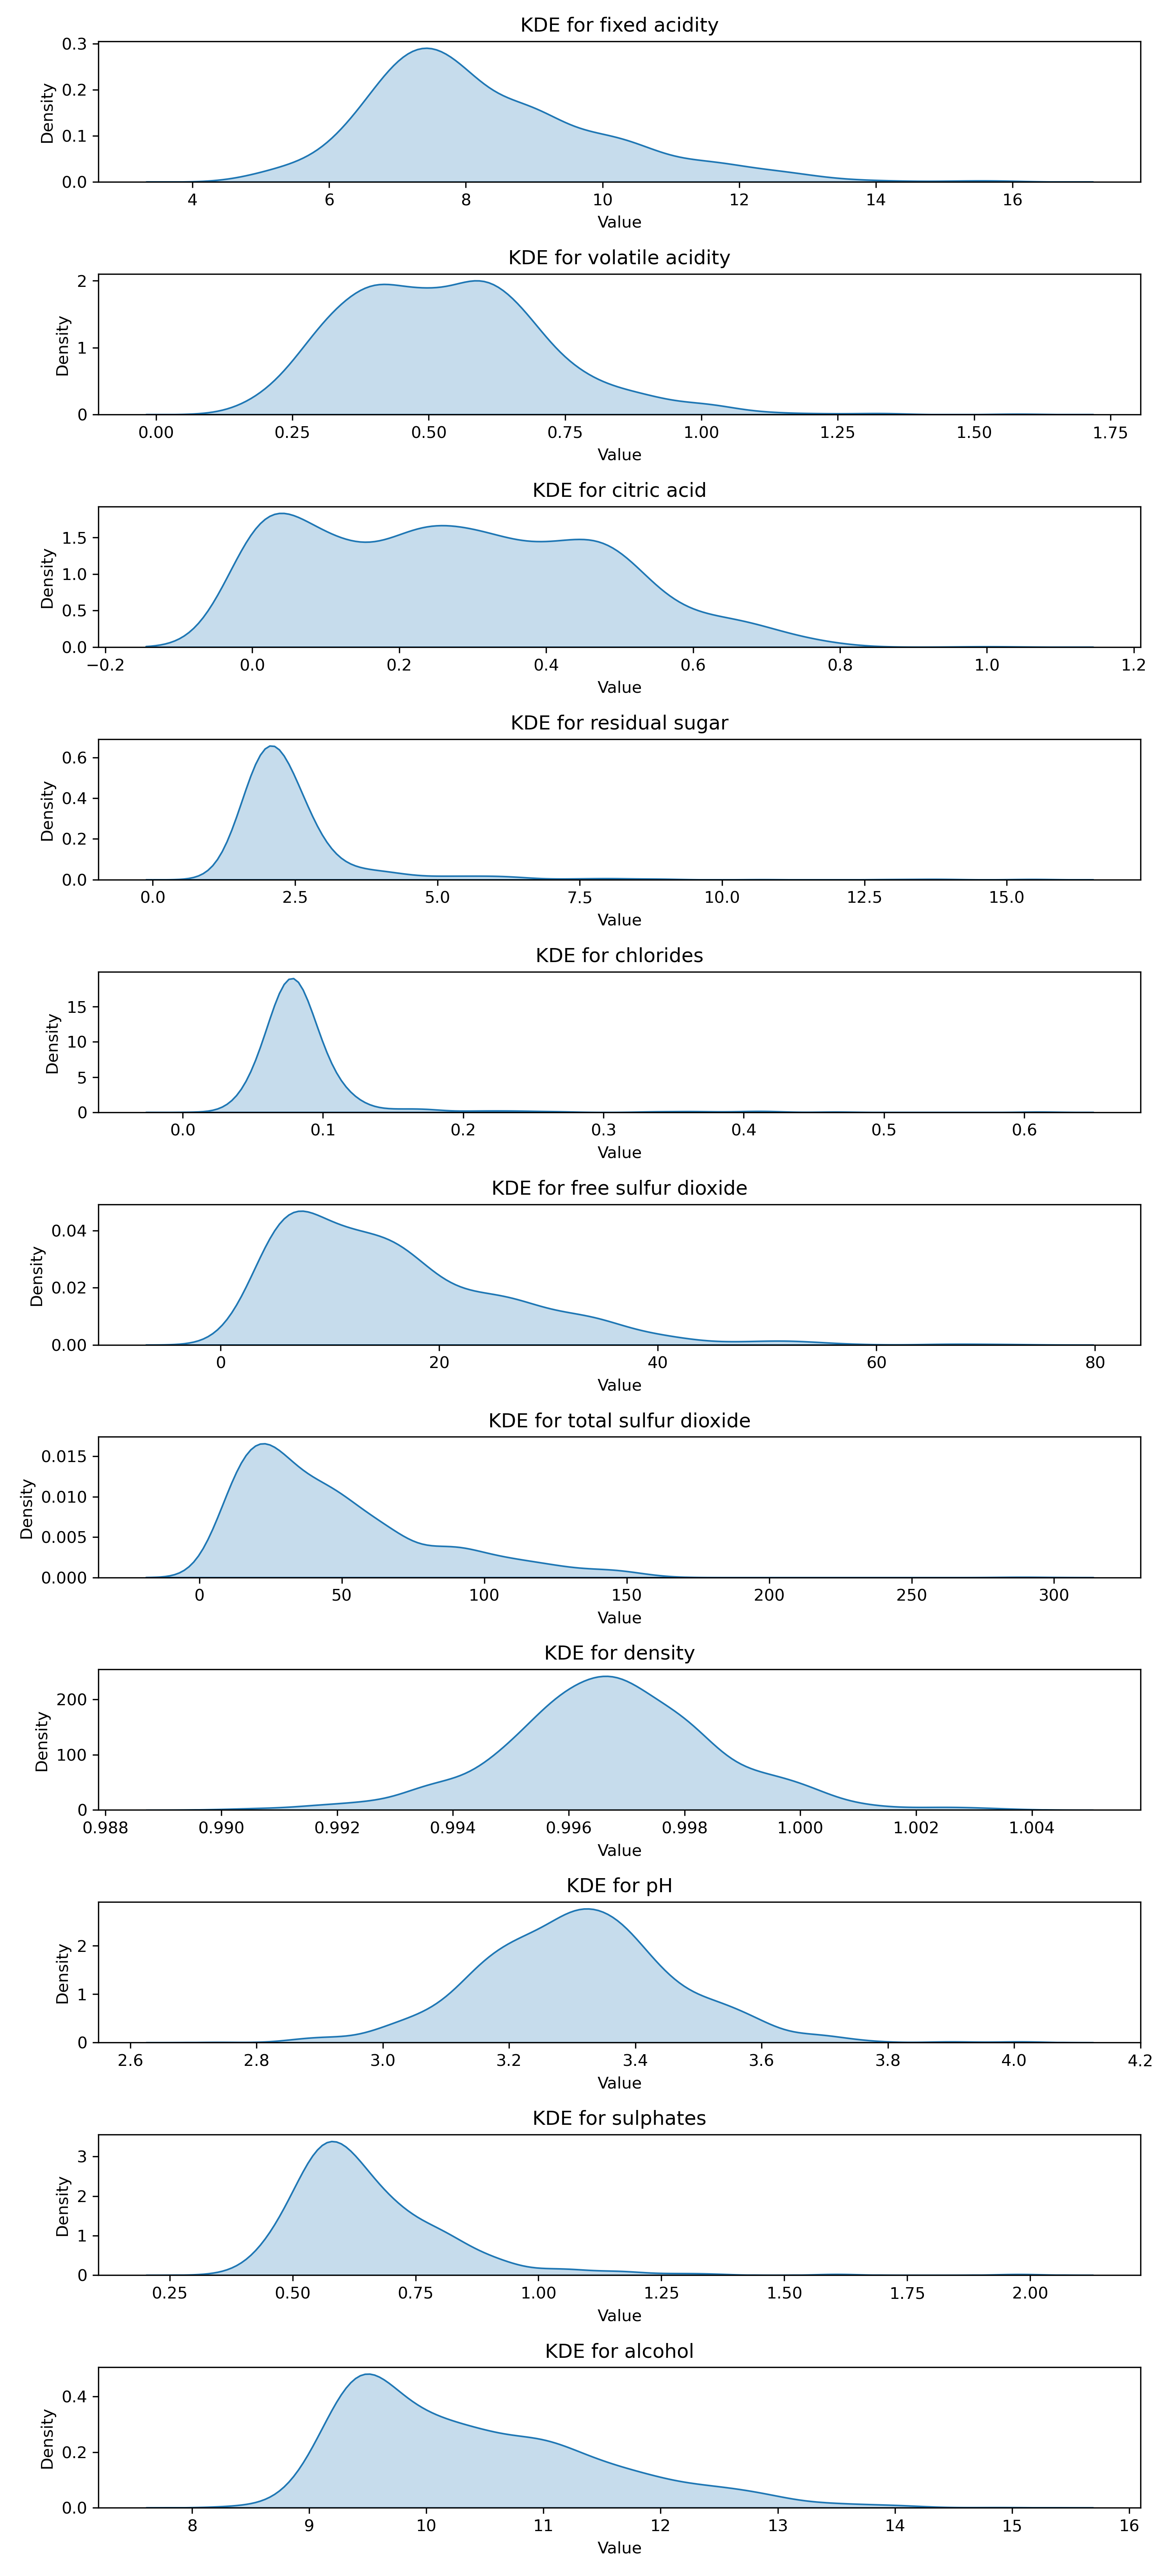 KDE for fixed acidity
0.3
0.2
0.1
0.0
Density
4 6 8 10 12 14 16
Value
KDE for volatile acidity
2
1
0
Density
0.00 0.25 0.50 0.75 1.00 1.25 1.50 1.75
Value
KDE for citric acid
1.5
1.0
0.5
0.0
Density
−0.2 0.0 0.2 0.4 0.6 0.8 1.0 1.2
Value
KDE for residual sugar
0.6
0.4
0.2
0.0
Density
0.0 2.5 5.0 7.5 10.0 12.5 15.0
Value
KDE for chlorides
15
10
5
0
Density
0.0 0.1 0.2 0.3 0.4 0.5 0.6
Value
KDE for free sulfur dioxide
0.04
0.02
0.00
Density
0 20 40 60 80
Value
KDE for total sulfur dioxide
0.015
0.010
0.005
0.000
Density
0 50 100 150 200 250 300
Value
KDE for density
200
100
0
Density
0.988 0.990 0.992 0.994 0.996 0.998 1.000 1.002 1.004
Value
KDE for pH
2
1
0
Density
2.6 2.8 3.0 3.2 3.4 3.6 3.8 4.0 4.2
Value
KDE for sulphates
3
2
1
0
Density
0.25 0.50 0.75 1.00 1.25 1.50 1.75 2.00
Value
KDE for alcohol
0.4
0.2
0.0
Density
8 9 10 11 12 13 14 15 16
Value